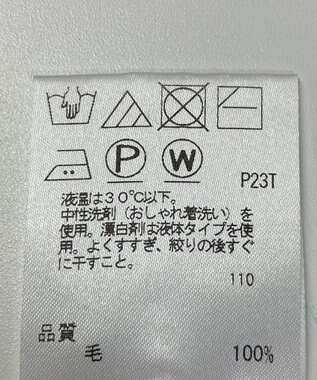 P W
P23T
液温は30℃以下。
中性洗剤（おしゃれ着洗い）を
使用。漂白剤は液体タイプを使
用。よくすすぎ、絞りの後すぐ
に干すこと。
110
品質
毛 100%